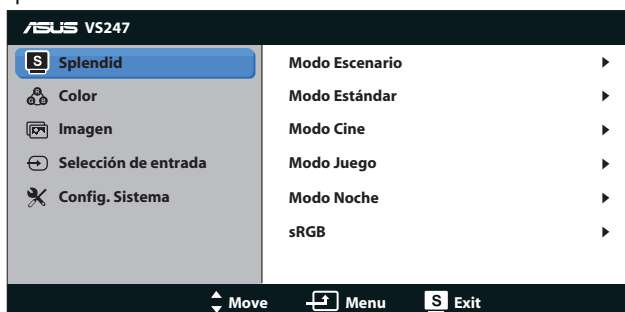 ASUS VS247
S Splendid
Color
Imagen
Selección de entrada
Config. Sistema
Modo Escenario
Modo Estándar
Modo Cine
Modo Juego
Modo Noche
sRGB
Move Menu S Exit